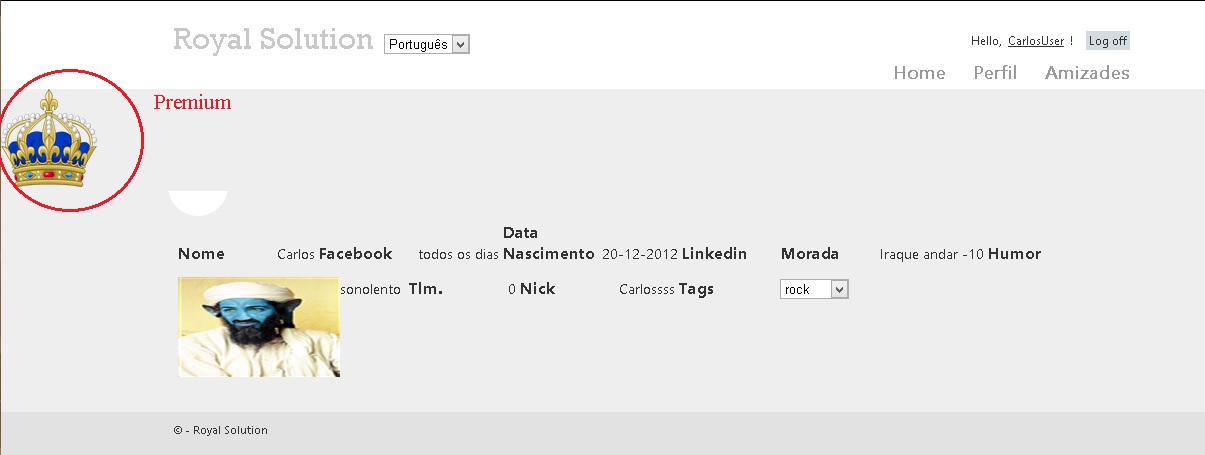 Royal Solution Português
Hello, CarlosUser ! Log off
Home Perfil Amizades
Premium
Data
Nome Carlos Facebook todos os dias Nascimento 20-12-2012 Linkedin Morada Iraque andar -10 Humor
sonolento Tlm. 0 Nick Carlossss Tags rock
© - Royal Solution